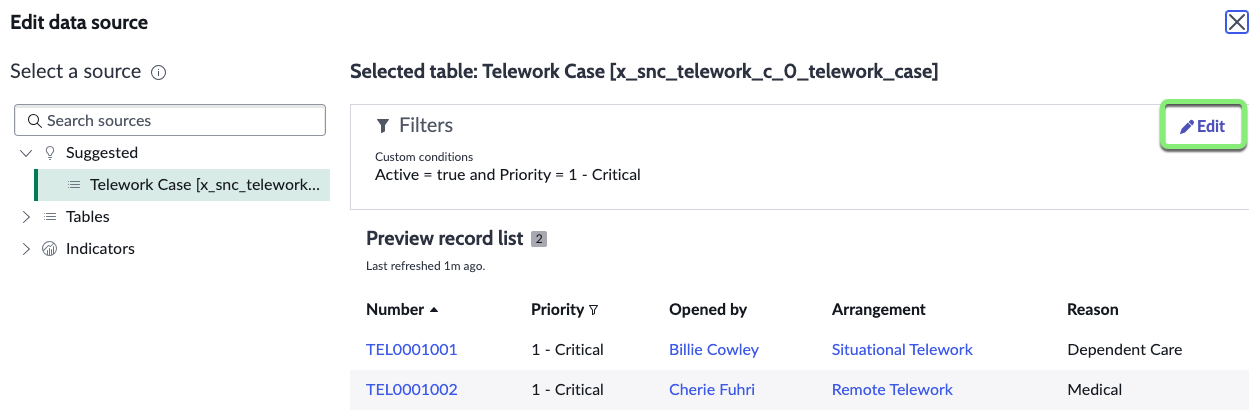 Edit data source
Select a source
Search sources
Suggested
Telework Case [x_snc_telework...
Tables
Indicators
Selected table: Telework Case [x_snc_telework_c_0_telework_case]
Filters
Edit
Custom conditions
Active = true and Priority = 1 - Critical
Preview record list 2
Last refreshed 1m ago.
Number Priority Opened by Arrangement Reason
TEL0001001 1 - Critical Billie Cowley Situational Telework Dependent Care
TEL0001002 1 - Critical Cherie Fuhri Remote Telework Medical